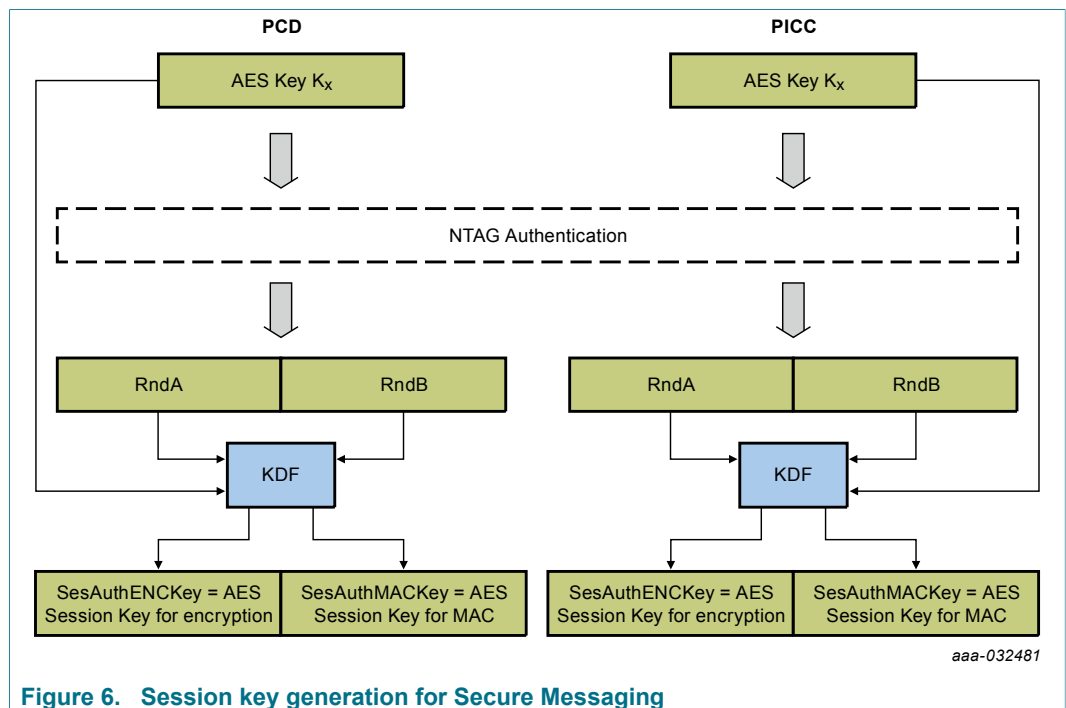 PCD
PICC
AES Key Kx
AES Key Kx
NTAG Authentication
RndA
RndB
RndA
RndB
KDF
KDF
SesAuthENCKey = AES
Session Key for encryption
SesAuthMACKey = AES
Session Key for MAC
SesAuthENCKey = AES
Session Key for encryption
SesAuthMACKey = AES
Session Key for MAC
aaa-032481
Figure 6. Session key generation for Secure Messaging